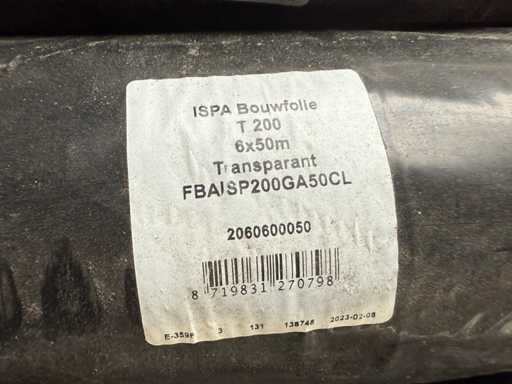 ISPA Bouwfolie
T 200
6x50m
Transparant
FBAISP200GA50CL
2060600050
8 719831 270798
3 131 138748 2023-02-08